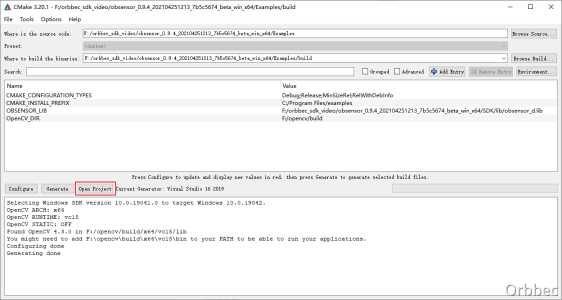 CMake 3.20.1 - F:/orbbec_sdk_video/obsensor_0.9.4_202104251213_7b5c5674_beta_win_x64/Examples/build
File Tools Options Help
Where is the source code: F:/orbbec_sdk_video/obsensor_0.9.4_202104251213_7b5c5674_beta_win_x64/Examples Browse Source...
Preset: <custom>
Where to build the binaries: F:/orbbec_sdk_video/obsensor_0.9.4_202104251213_7b5c5674_beta_win_x64/Examples/build Browse Build...
Search: Grouped Advanced Add Entry Remove Entry Environment...
Name Value
CMAKE_CONFIGURATION_TYPES Debug;Release;MinSizeRel;RelWithDebInfo
CMAKE_INSTALL_PREFIX C:/Program Files/examples
OBSENSOR_LIB F:/orbbec_sdk_video/obsensor_0.9.4_202104251213_7b5c5674_beta_win_x64/SDK/lib/obsensor_d.lib
OpenCV_DIR F:/opencv/build
Press Configure to update and display new values in red, then press Generate to generate selected build files.
Configure Generate Open Project Current Generator: Visual Studio 16 2019
Selecting Windows SDK version 10.0.19041.0 to target Windows 10.0.19042.
OpenCV ARCH: x64
OpenCV RUNTIME: vc15
OpenCV STATIC: OFF
Found OpenCV 4.3.0 in F:/opencv/build/x64/vc15/lib
You might need to add F:\opencv\build\x64\vc15\bin to your PATH to be able to run your applications.
Configuring done
Generating done
Orbbec